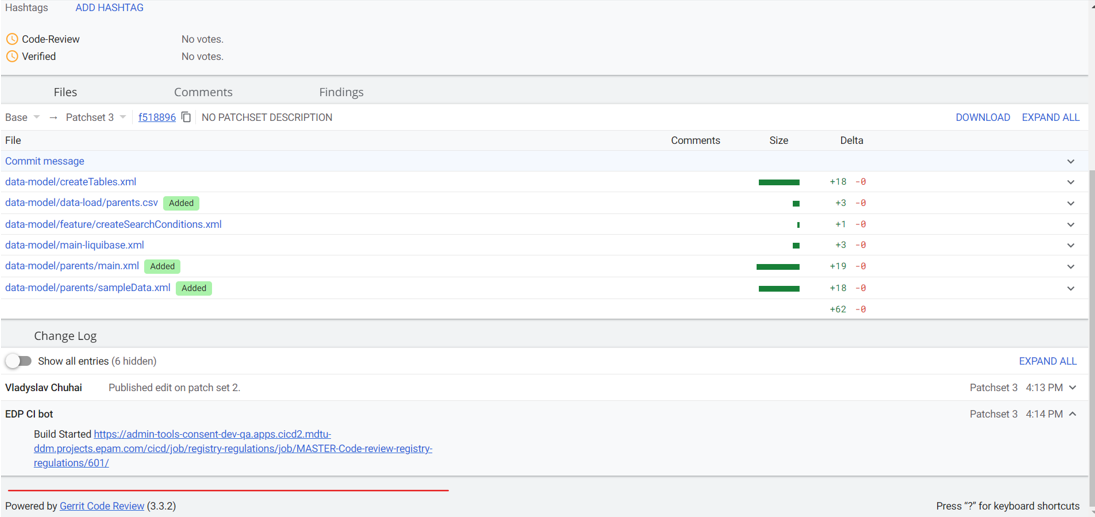 Hashtags ADD HASHTAG
Code-Review No votes.
Verified No votes.
Files Comments Findings
Base → Patchset 3 f518896 NO PATCHSET DESCRIPTION DOWNLOAD EXPAND ALL
File Comments Size Delta
Commit message
data-model/createTables.xml +18 -0
data-model/data-load/parents.csv Added +3 -0
data-model/feature/createSearchConditions.xml +1 -0
data-model/main-liquibase.xml +3 -0
data-model/parents/main.xml Added +19 -0
data-model/parents/sampleData.xml Added +18 -0
+62 -0
Change Log
Show all entries (6 hidden) EXPAND ALL
Vladyslav Chuhai Published edit on patch set 2. Patchset 3 4:13 PM
EDP CI bot Patchset 3 4:14 PM
Build Started https://admin-tools-consent-dev-qa.apps.cicd2.mdtu-
ddm.projects.epam.com/cicd/job/registry-regulations/job/MASTER-Code-review-registry-
regulations/601/
Powered by Gerrit Code Review (3.3.2) Press “?” for keyboard shortcuts